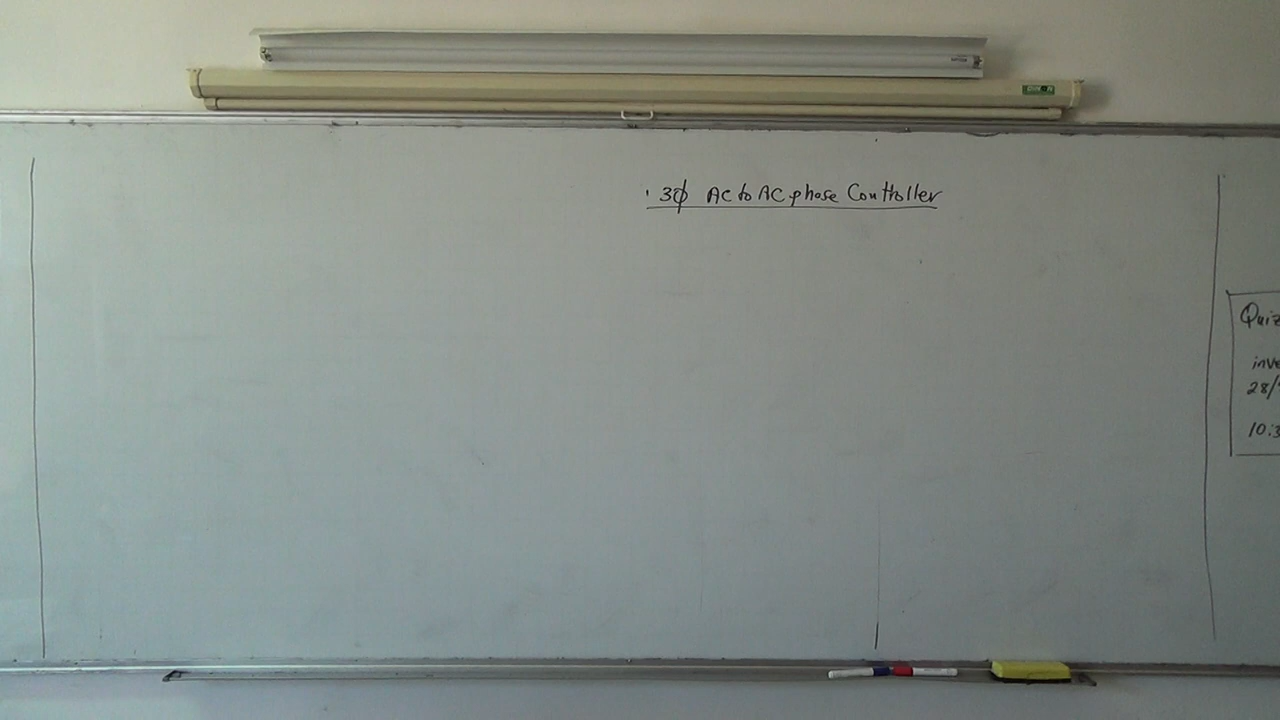 3φ AC to AC phase Controller
Quiz
inve
28/
10:3